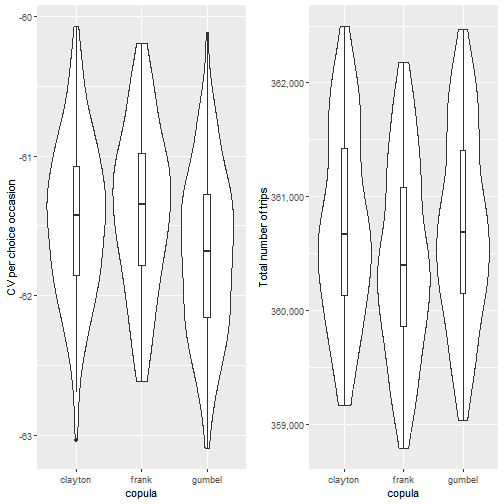 -60
-61
-62
-63
CV per choice occasion
clayton
frank
gumbel
copula
362,000
361,000
360,000
359,000
Total number of trips
clayton
frank
gumbel
copula